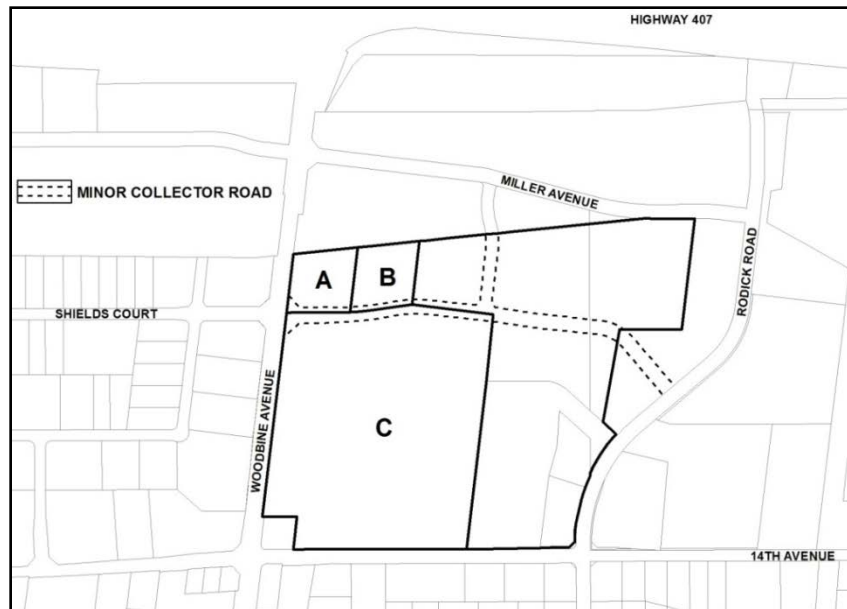 HIGHWAY 407
MILLER AVENUE
MINOR COLLECTOR ROAD
A
B
RODICK ROAD
SHIELDS COURT
WOODBINE AVENUE
C
14TH AVENUE